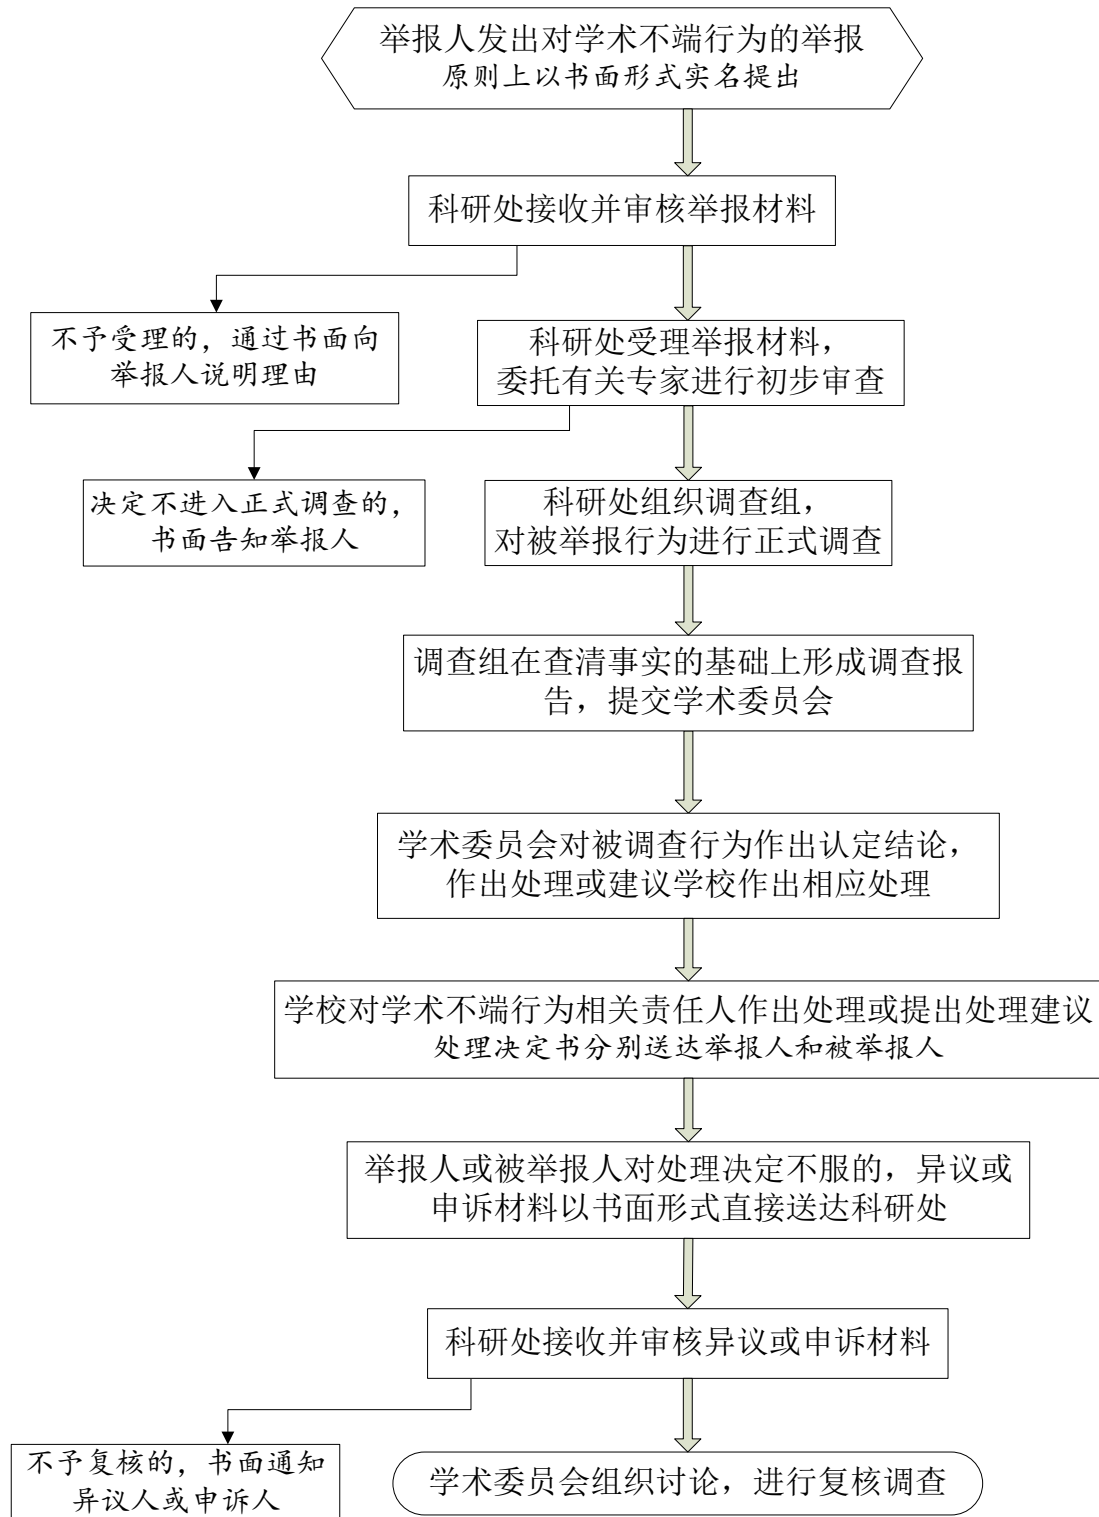 举报人发出对学术不端行为的举报
原则上以书面形式实名提出
科研处接收并审核举报材料
不予受理的，通过书面向
举报人说明理由
科研处受理举报材料，
委托有关专家进行初步审查
决定不进入正式调查的，
书面告知举报人
科研处组织调查组，
对被举报行为进行正式调查
调查组在查清事实的基础上形成调查报
告，提交学术委员会
学术委员会对被调查行为作出认定结论，
作出处理或建议学校作出相应处理
学校对学术不端行为相关责任人作出处理或提出处理建议
处理决定书分别送达举报人和被举报人
举报人或被举报人对处理决定不服的，异议或
申诉材料以书面形式直接送达科研处
科研处接收并审核异议或申诉材料
不予复核的，书面通知
异议人或申诉人
学术委员会组织讨论，进行复核调查